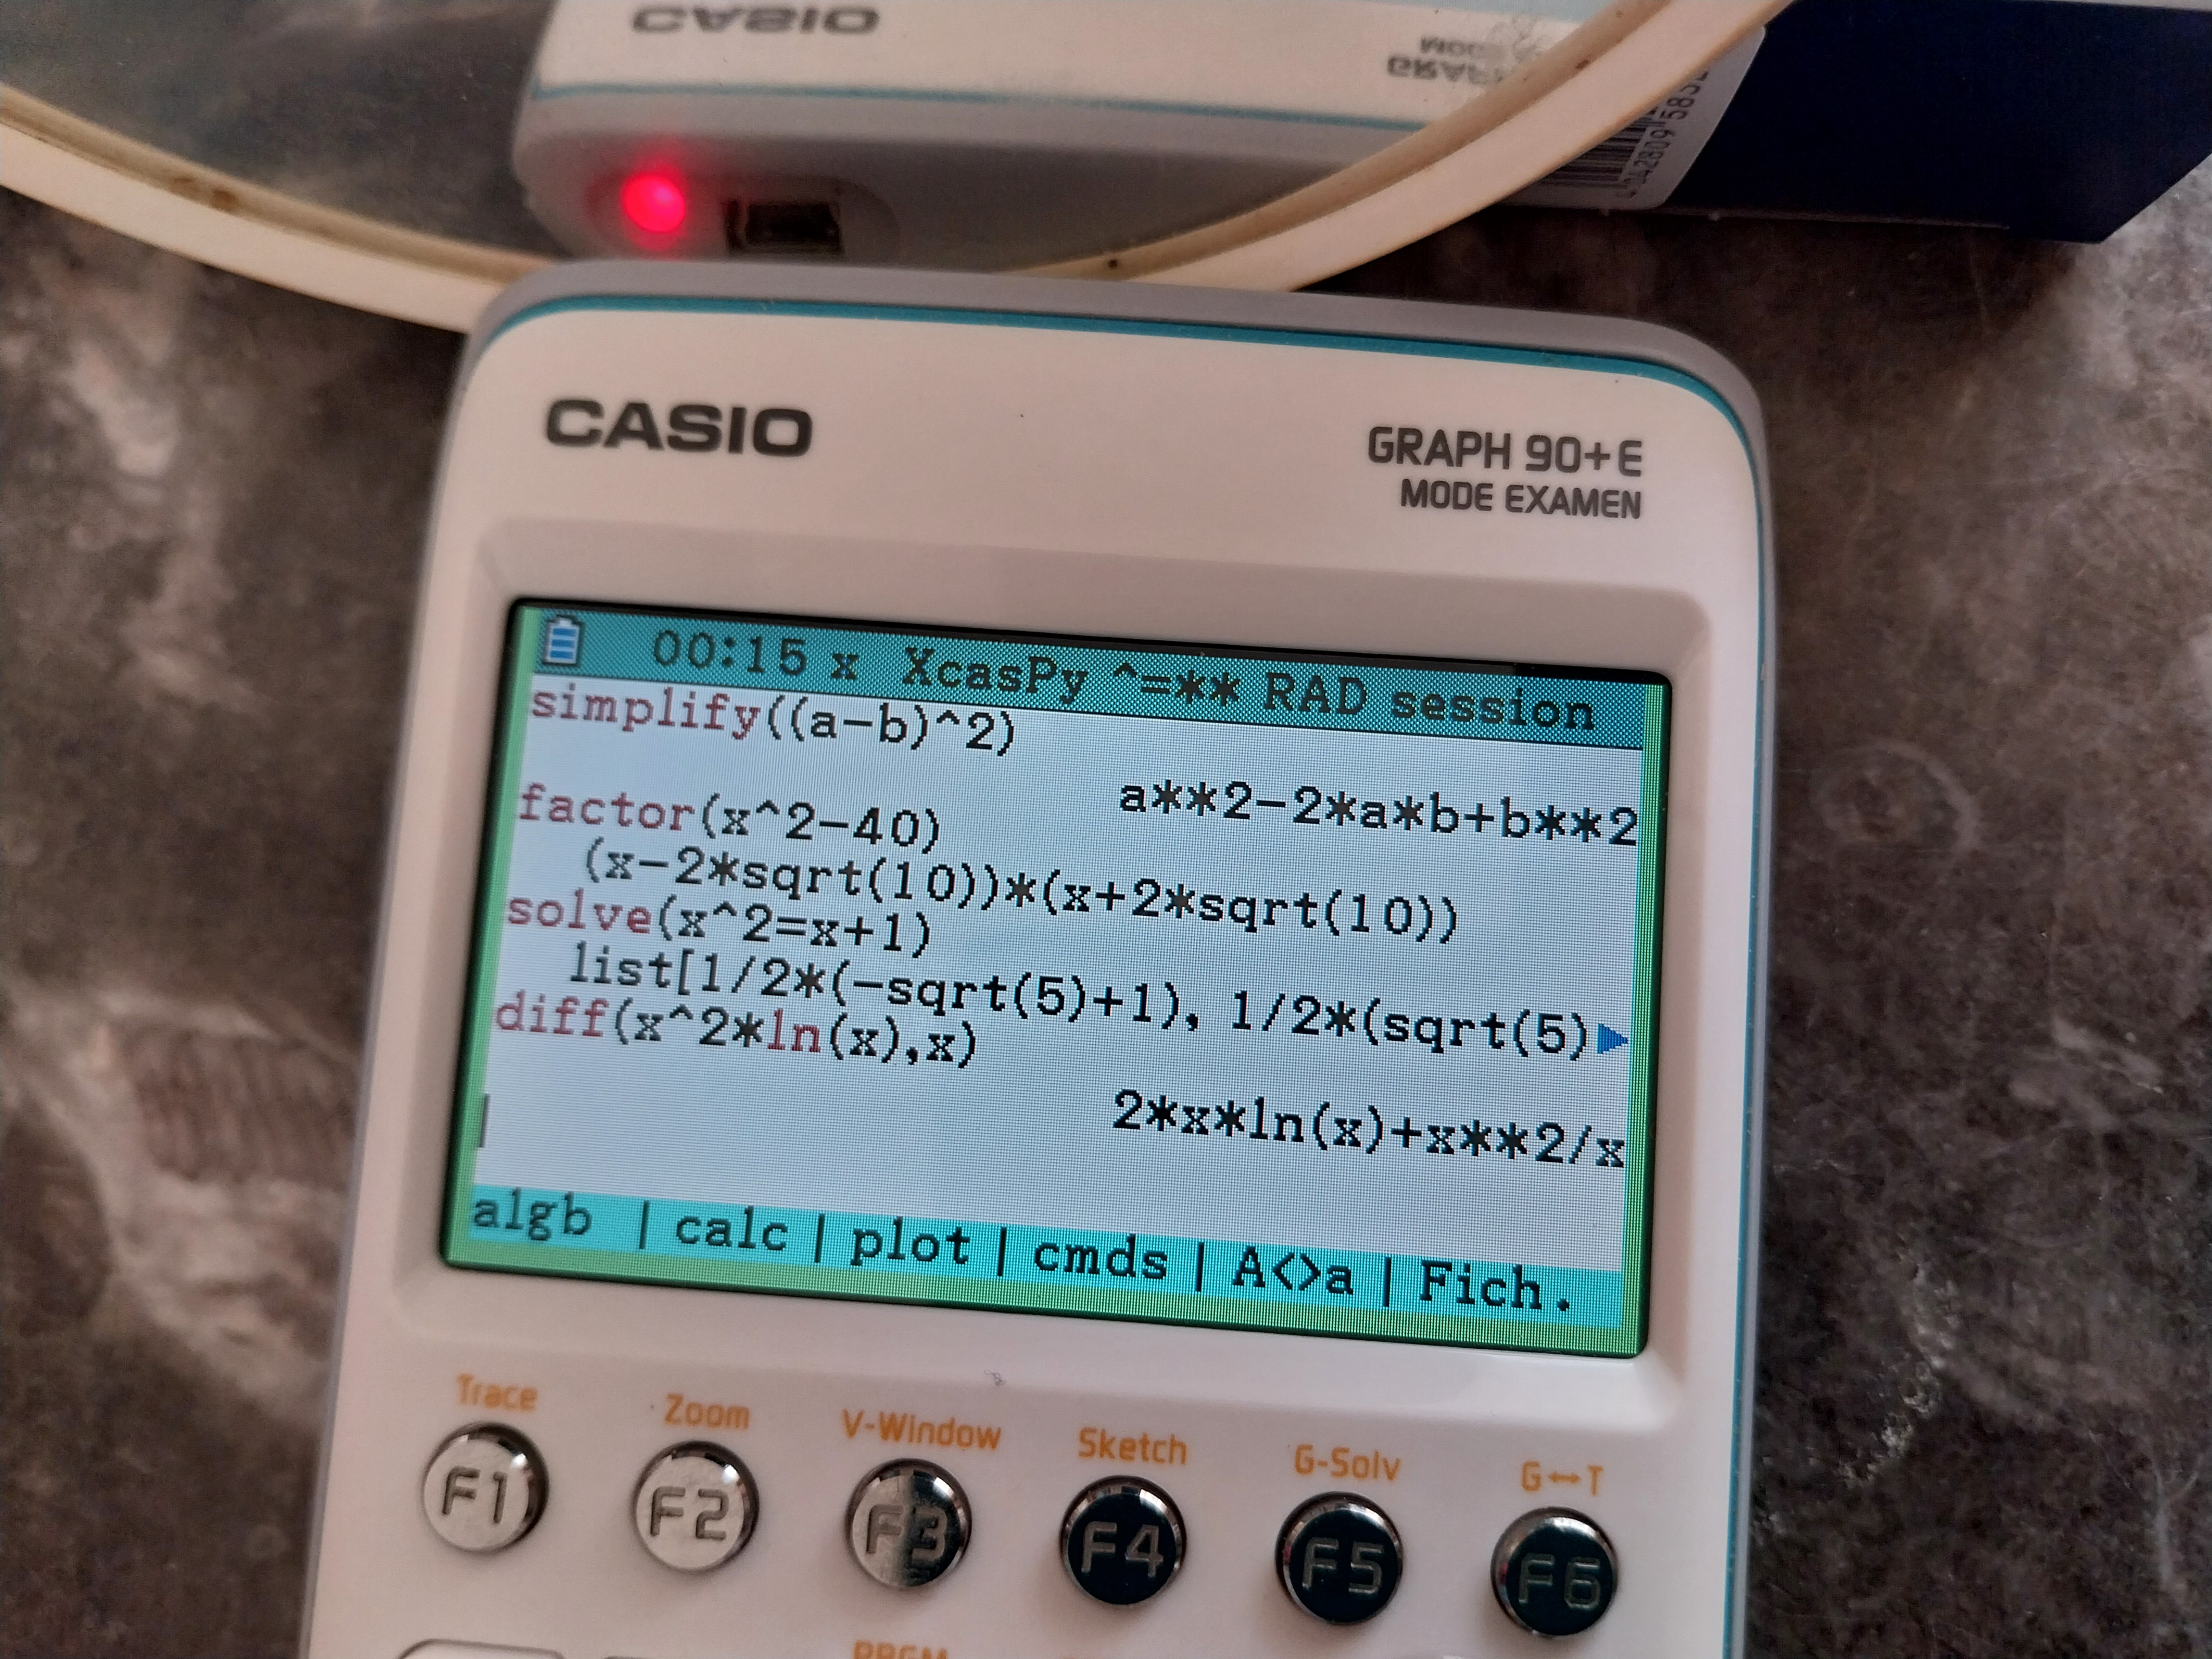 CASIO
4042809 5832
CASIO
GRAPH 90+E
MODE EXAMEN
00:15 x XcasPy ^=** RAD session
simplify((a-b)^2)
a**2-2*a*b+b**2
factor(x^2-40)
(x-2*sqrt(10))*(x+2*sqrt(10))
solve(x^2=x+1)
list[1/2*(-sqrt(5)+1), 1/2*(sqrt(5)▶
diff(x^2*ln(x),x)
2*x*ln(x)+x**2/x
algb | calc | plot | cmds | A<>a | Fich.
Trace Zoom V-Window Sketch G-Solv G↔T
F1 F2 F3 F4 F5 F6
PRGM